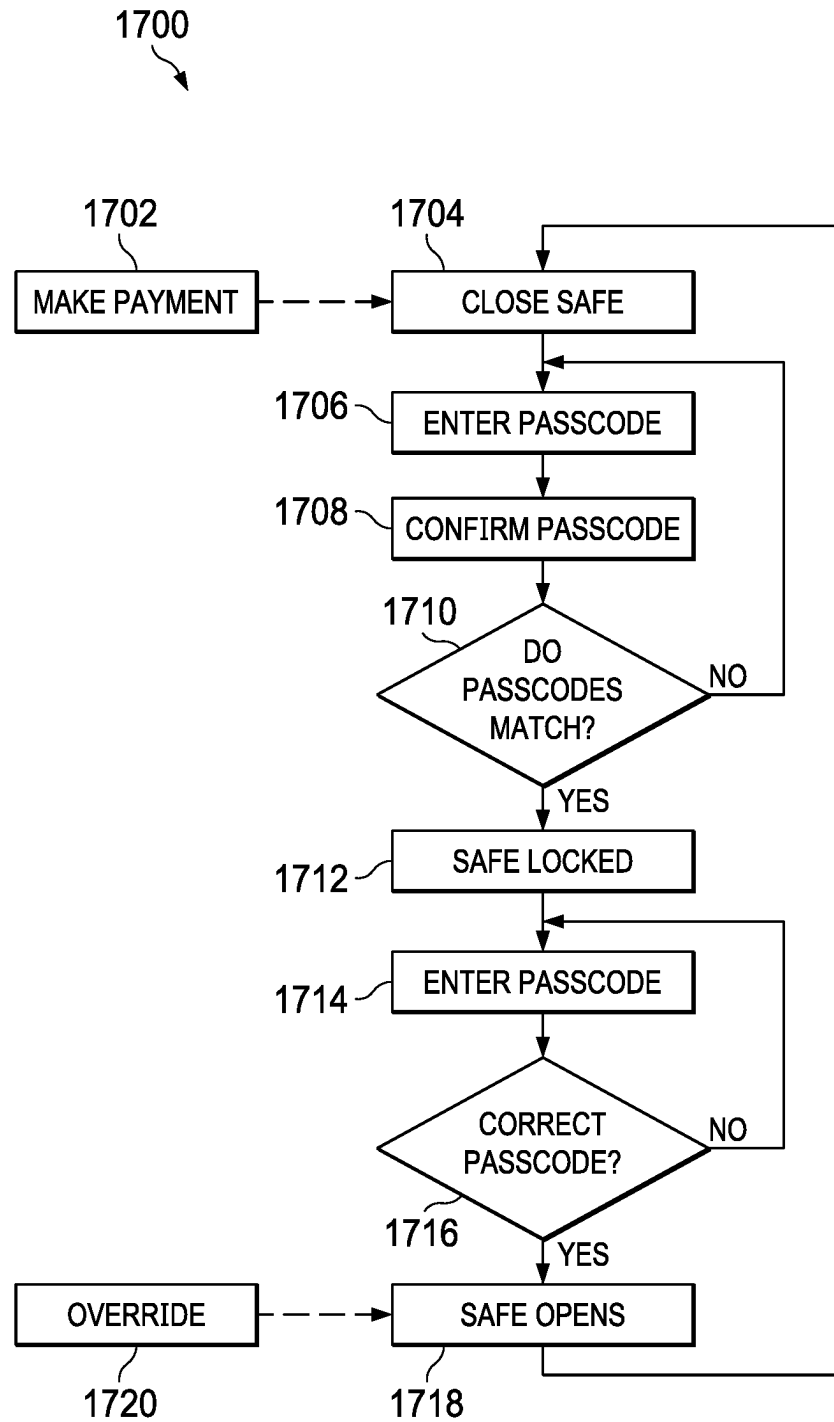 1700
1702
1704
MAKE PAYMENT
CLOSE SAFE
1706
ENTER PASSCODE
1708
CONFIRM PASSCODE
1710
DO
PASSCODES
MATCH?
NO
YES
1712
SAFE LOCKED
1714
ENTER PASSCODE
CORRECT
PASSCODE?
NO
1716
YES
OVERRIDE
SAFE OPENS
1720
1718